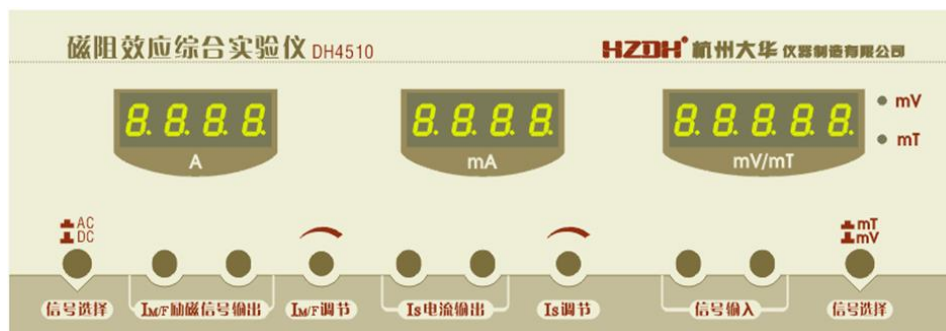 磁阻效应综合实验仪 DH4510
HZDH® 杭州大华 仪器制造有限公司
8.8.8.8
8.8.8.8
8.8.8.8.8
mV
mT
A
mA
mV/mT
AC
DC
mT
mV
信号选择
IM/F励磁信号输出
IM/F调节
Is电流输出
Is调节
信号输入
信号选择